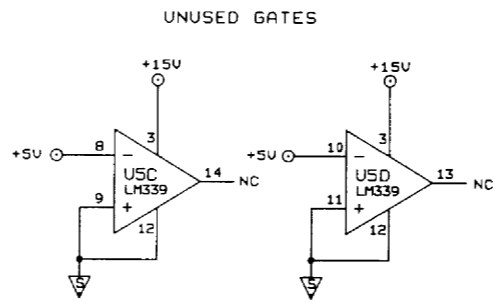 UNUSED GATES
+15V
+15V
3
3
+5V
8
−
U5C
LM339
14
NC
9
+
12
S
+5V
10
−
U5D
LM339
13
NC
11
+
12
S